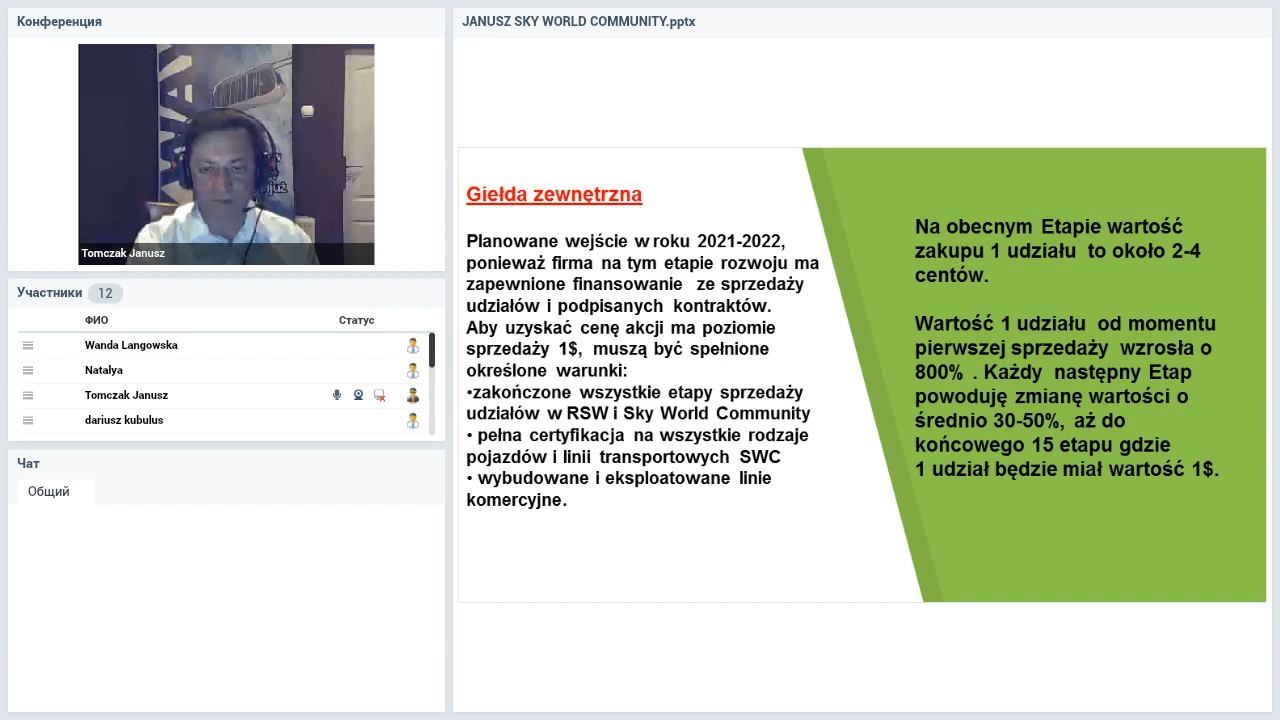 Конференция
WAY
już
Tomczak Janusz
Участники 12
ФИО Статус
Wanda Langowska
Natalya
Tomczak Janusz
dariusz kubulus
Чат
Общий
JANUSZ SKY WORLD COMMUNITY.pptx
Giełda zewnętrzna
Planowane wejście w roku 2021-2022,
ponieważ firma na tym etapie rozwoju ma
zapewnione finansowanie ze sprzedaży
udziałów i podpisanych kontraktów.
Aby uzyskać cenę akcji ma poziomie
sprzedaży 1$, muszą być spełnione
określone warunki:
•zakończone wszystkie etapy sprzedaży
udziałów w RSW i Sky World Community
• pełna certyfikacja na wszystkie rodzaje
pojazdów i linii transportowych SWC
• wybudowane i eksploatowane linie
komercyjne.
Na obecnym Etapie wartość
zakupu 1 udziału to około 2-4
centów.
Wartość 1 udziału od momentu
pierwszej sprzedaży wzrosła o
800% . Każdy następny Etap
powoduję zmianę wartości o
średnio 30-50%, aż do
końcowego 15 etapu gdzie
1 udział będzie miał wartość 1$.